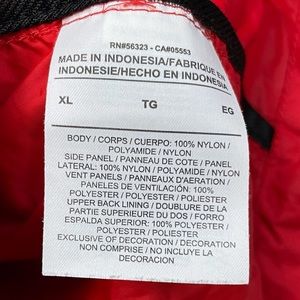 RN#56323 - CA#05553
MADE IN INDONESIA/FABRIQUE EN
INDONESIE/HECHO EN INDONESIA
XL TG EG
BODY / CORPS / CUERPO: 100% NYLON /
POLYAMIDE / NYLON
SIDE PANEL / PANNEAU DE COTE / PANEL
LATERAL: 100% NYLON / POLYAMIDE / NYLON
VENT PANELS / PANNEAUX D'AERATION /
PANELES DE VENTILACIÓN: 100%
POLYESTER / POLYESTER / POLIESTER
UPPER BACK LINING / DOUBLURE DE LA
PARTIE SUPERIEURE DU DOS / FORRO
ESPALDA SUPERIOR: 100% POLYESTER /
POLYESTER / POLIESTER
EXCLUSIVE OF DECORATION / DECORATION
NON COMPRISE / NO INCLUYE LA
DECORACION